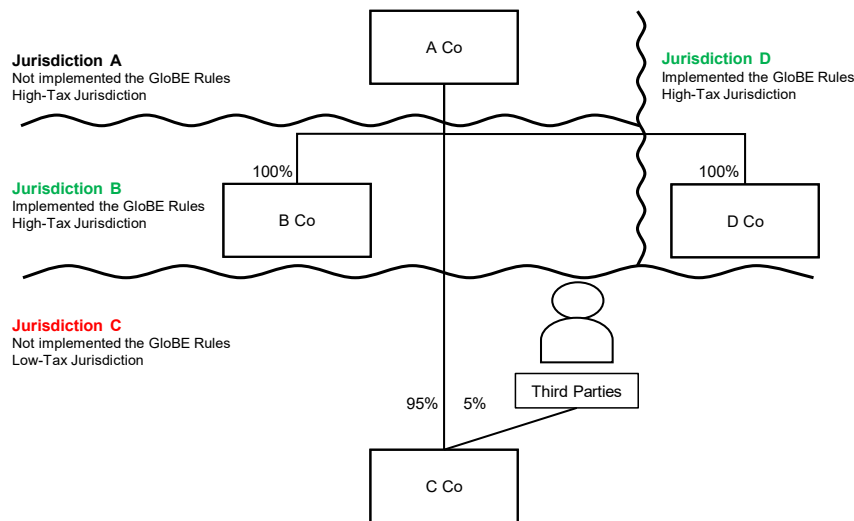 A Co
Jurisdiction A
Not implemented the GloBE Rules
High-Tax Jurisdiction
Jurisdiction D
Implemented the GloBE Rules
High-Tax Jurisdiction
100%
100%
Jurisdiction B
Implemented the GloBE Rules
High-Tax Jurisdiction
B Co
D Co
Jurisdiction C
Not implemented the GloBE Rules
Low-Tax Jurisdiction
Third Parties
95%
5%
C Co